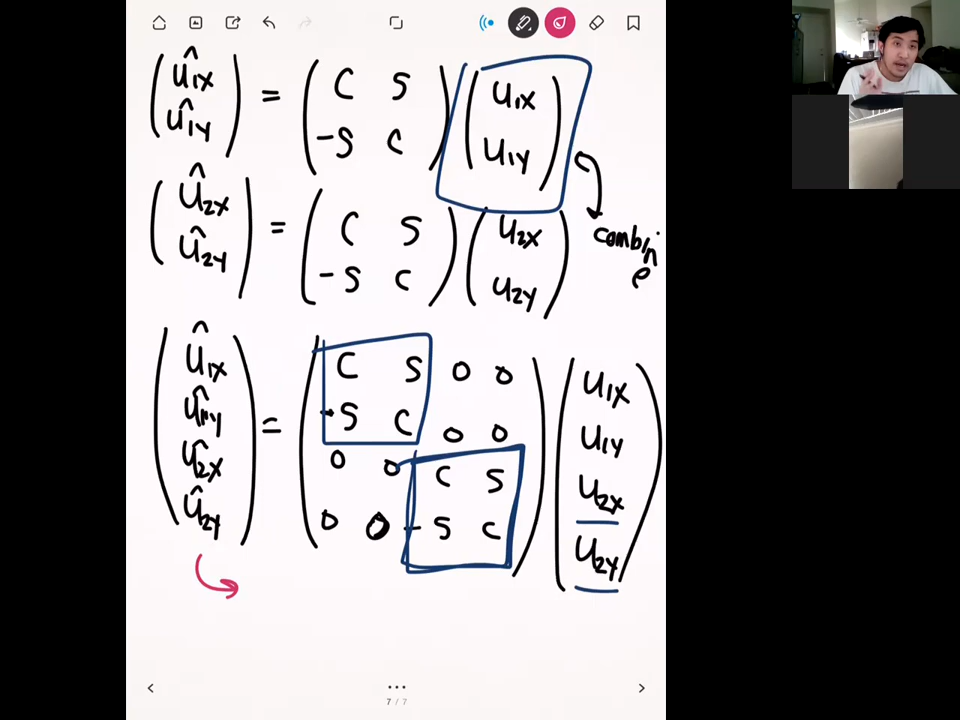 û1x = C S u1x
û1y -S C u1y
combin
e
û2x = C S u2x
û2y -S C u2y
û1x C S 0 0 u1x
û1y = -S C 0 0 u1y
û2x 0 0 C S u2x
û2y 0 0 -S C u2y
7 / 7